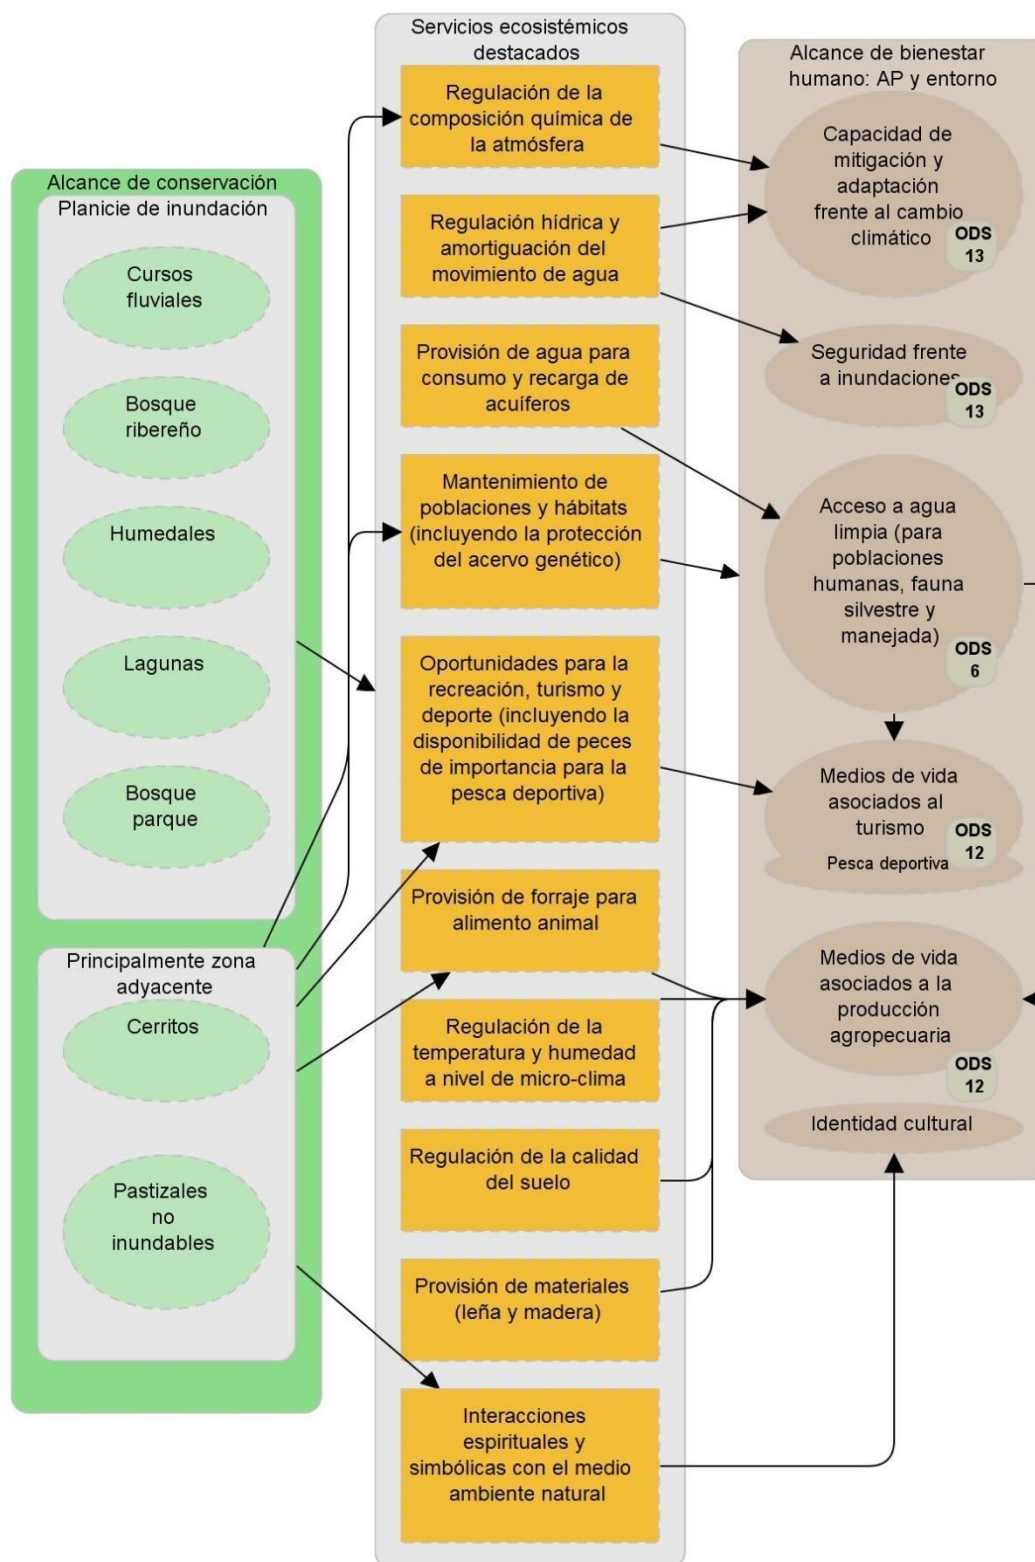 Alcance de conservación
Planicie de inundación
Cursos
fluviales
Bosque
ribereño
Humedales
Lagunas
Bosque
parque
Principalmente zona
adyacente
Cerritos
Pastizales
no
inundables
Servicios ecosistémicos
destacados
Regulación de la
composición química de
la atmósfera
Regulación hídrica y
amortiguación del
movimiento de agua
Provisión de agua para
consumo y recarga de
acuíferos
Mantenimiento de
poblaciones y hábitats
(incluyendo la protección
del acervo genético)
Oportunidades para la
recreación, turismo y
deporte (incluyendo la
disponibilidad de peces
de importancia para la
pesca deportiva)
Provisión de forraje para
alimento animal
Regulación de la
temperatura y humedad
a nivel de micro-clima
Regulación de la calidad
del suelo
Provisión de materiales
(leña y madera)
Interacciones
espirituales y
simbólicas con el medio
ambiente natural
Alcance de bienestar
humano: AP y entorno
Capacidad de
mitigación y
adaptación
frente al cambio
climático
ODS
13
Seguridad frente
a inundaciones
ODS
13
Acceso a agua
limpia (para
poblaciones
humanas, fauna
silvestre y
manejada)
ODS
6
Medios de vida
asociados al
turismo
ODS
12
Pesca deportiva
Medios de vida
asociados a la
producción
agropecuaria
ODS
12
Identidad cultural